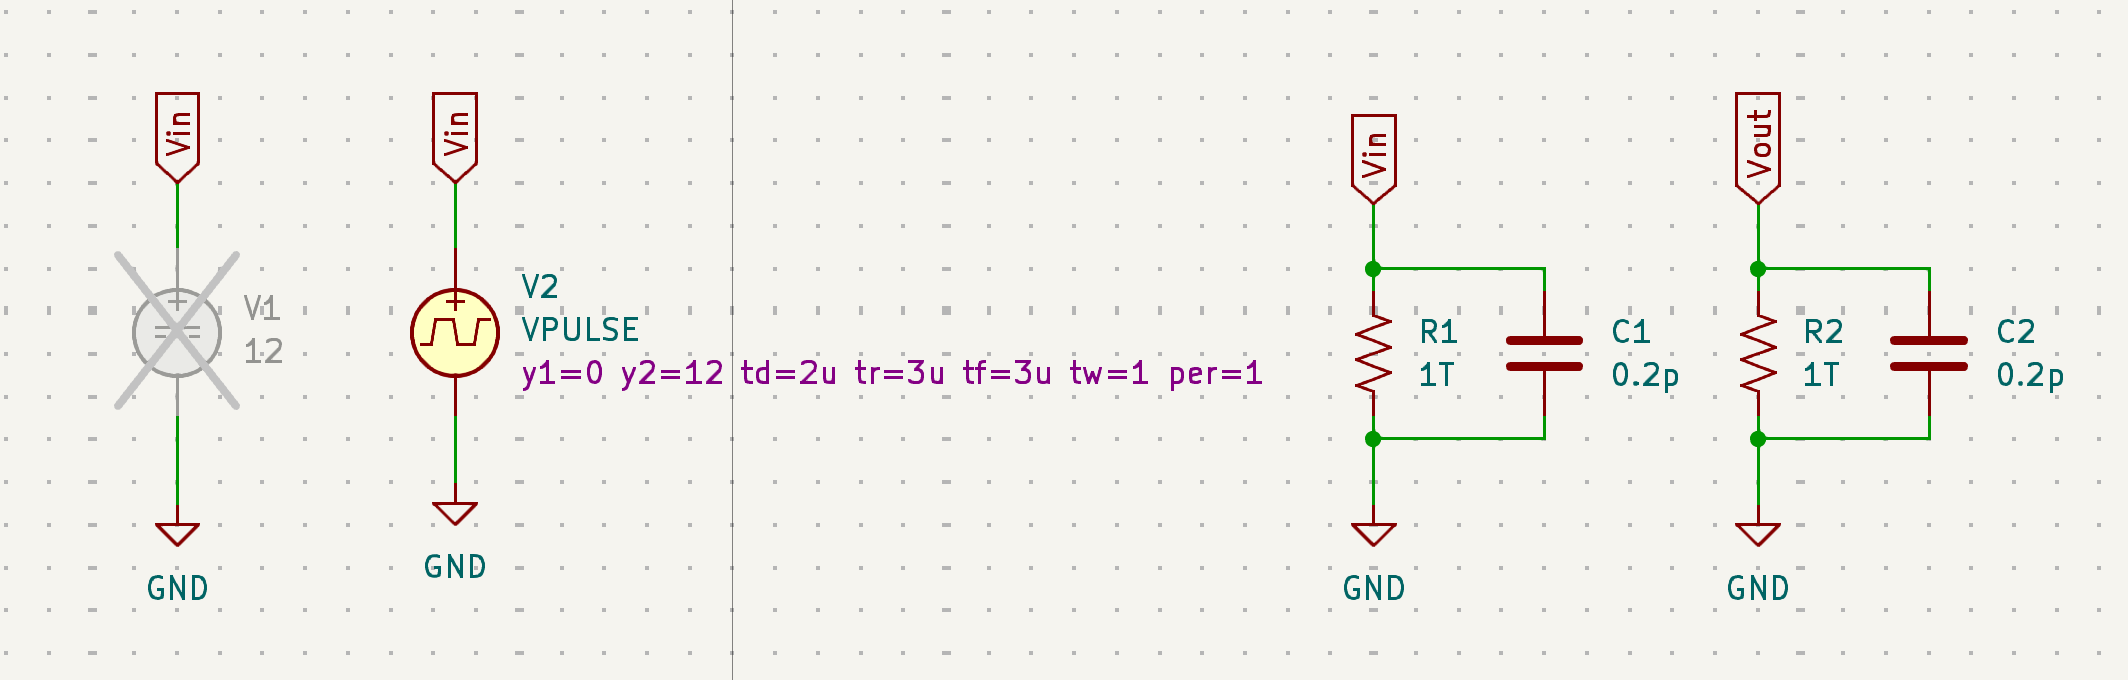 Vin
V1
12
GND
Vin
V2
VPULSE
y1=0 y2=12 td=2u tr=3u tf=3u tw=1 per=1
GND
Vin
R1
1T
C1
0.2p
GND
Vout
R2
1T
C2
0.2p
GND